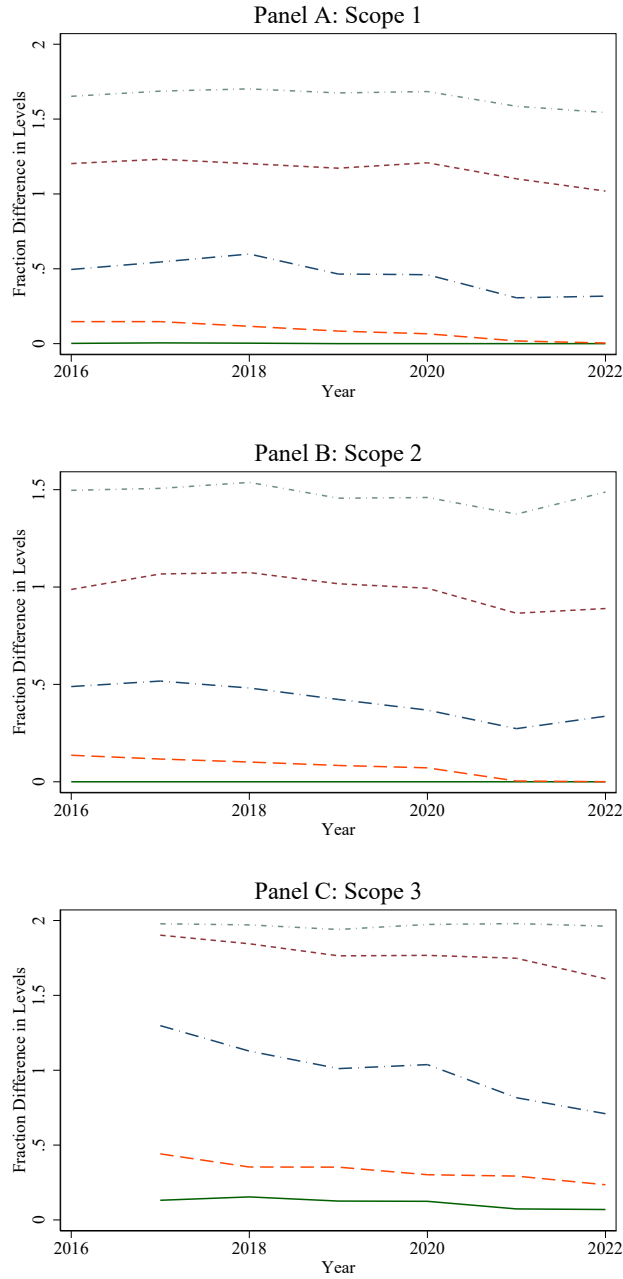 Panel A: Scope 1
Fraction Difference in Levels
2
1.5
1
.5
0
2016 2018 2020 2022
Year
Panel B: Scope 2
Fraction Difference in Levels
1.5
1
.5
0
2016 2018 2020 2022
Year
Panel C: Scope 3
Fraction Difference in Levels
2
1.5
1
.5
0
2016 2018 2020 2022
Year